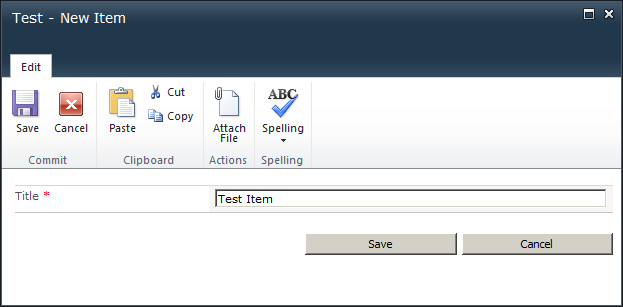 Test - New Item
Edit
Save
Cancel
Paste
Cut
Copy
Attach
File
ABC
Spelling
Commit
Clipboard
Actions
Spelling
Title *
Test Item
Save
Cancel